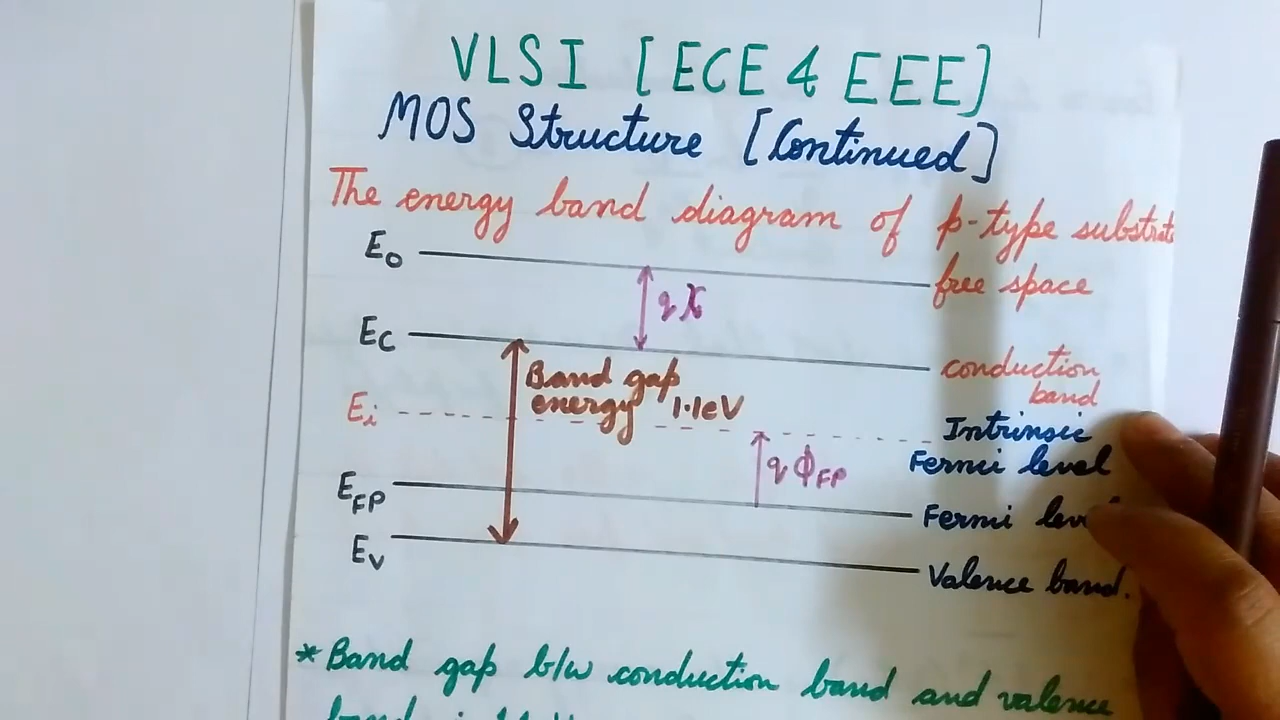 VLSI [ECE & EEE]
MOS Structure [Continued]
The energy band diagram of p-type substrate
E0 free space
qχ
EC conduction band
Band gap energy 1.1eV
Ei Intrinsic Fermi level
qΦFP
EFP Fermi
EV Valence band.
* Band gap b/w conduction band and valence